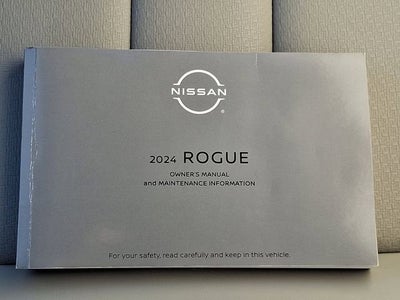 NISSAN
2024 ROGUE
OWNER'S MANUAL
and MAINTENANCE INFORMATION
For your safety, read carefully and keep in this vehicle.